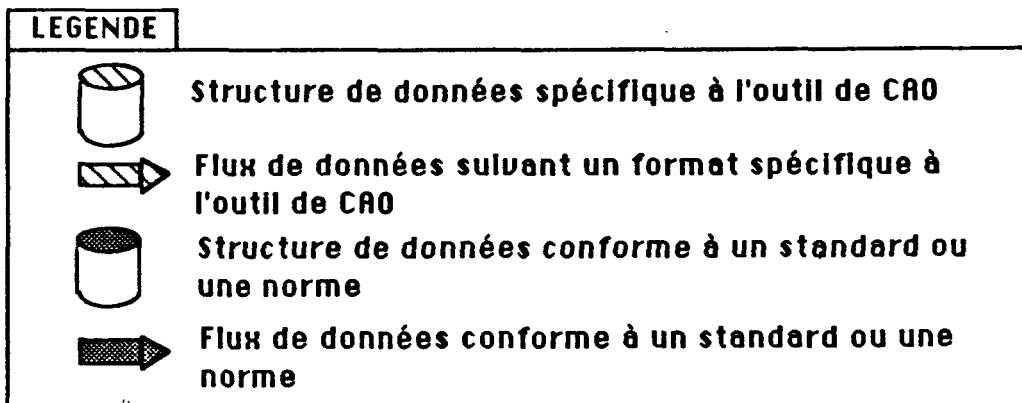 LEGENDE
Structure de données spécifique à l'outil de CAO
Flux de données suivant un format spécifique à
l'outil de CAO
Structure de données conforme à un standard ou
une norme
Flux de données conforme à un standard ou une
norme